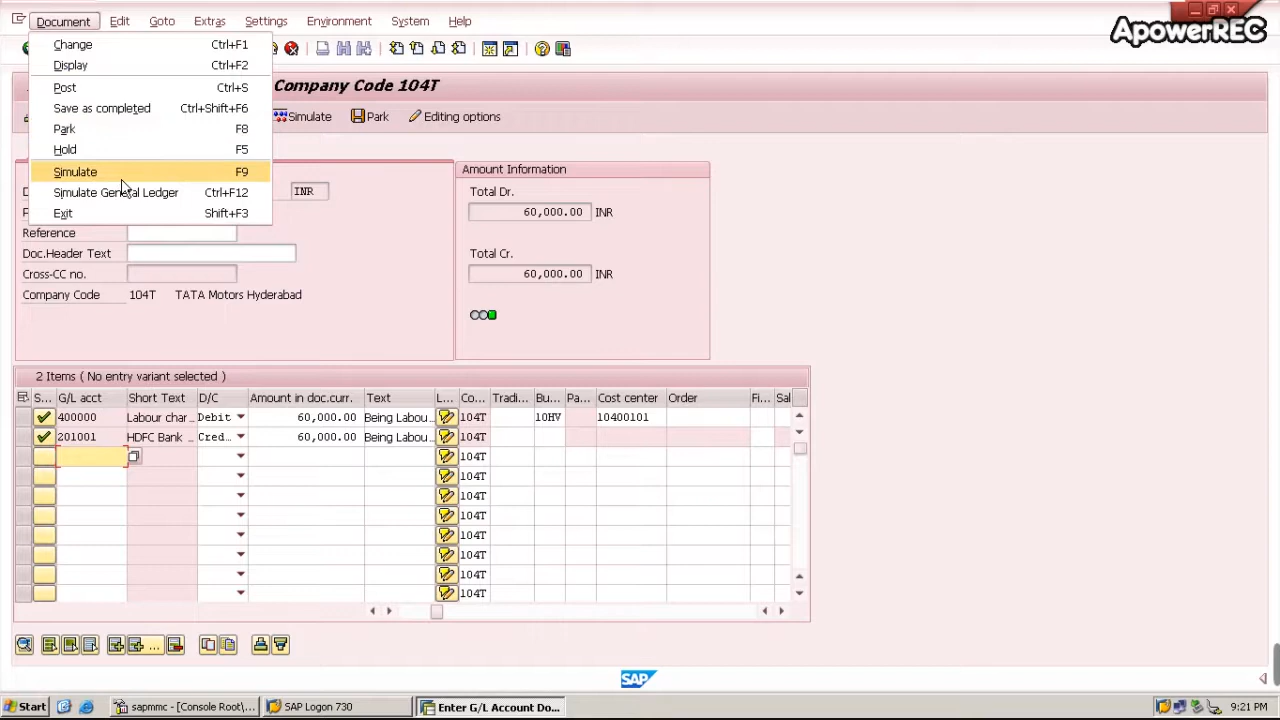 Document Edit Goto Extras Settings Environment System Help
ApowerREC
Change Ctrl+F1
Display Ctrl+F2
Post Ctrl+S
Save as completed Ctrl+Shift+F6
Park F8
Hold F5
Simulate F9
Simulate General Ledger Ctrl+F12
Exit Shift+F3
Company Code 104T
Simulate Park Editing options
INR
Reference
Doc.Header Text
Cross-CC no.
Company Code 104T TATA Motors Hyderabad
Amount Information
Total Dr.
60,000.00 INR
Total Cr.
60,000.00 INR
2 Items ( No entry variant selected )
S... G/L acct Short Text D/C Amount in doc.curr. Text L... Co... Tradi... Bu... Pa... Cost center Order Fi... Sal
400000 Labour char... Debit 60,000.00 Being Labou... 104T 10HV 10400101
201001 HDFC Bank ... Cred... 60,000.00 Being Labou... 104T
104T
104T
104T
104T
104T
104T
104T
104T
SAP
Start sapmmc - [Console Root\... SAP Logon 730 Enter G/L Account Do... 9:21 PM